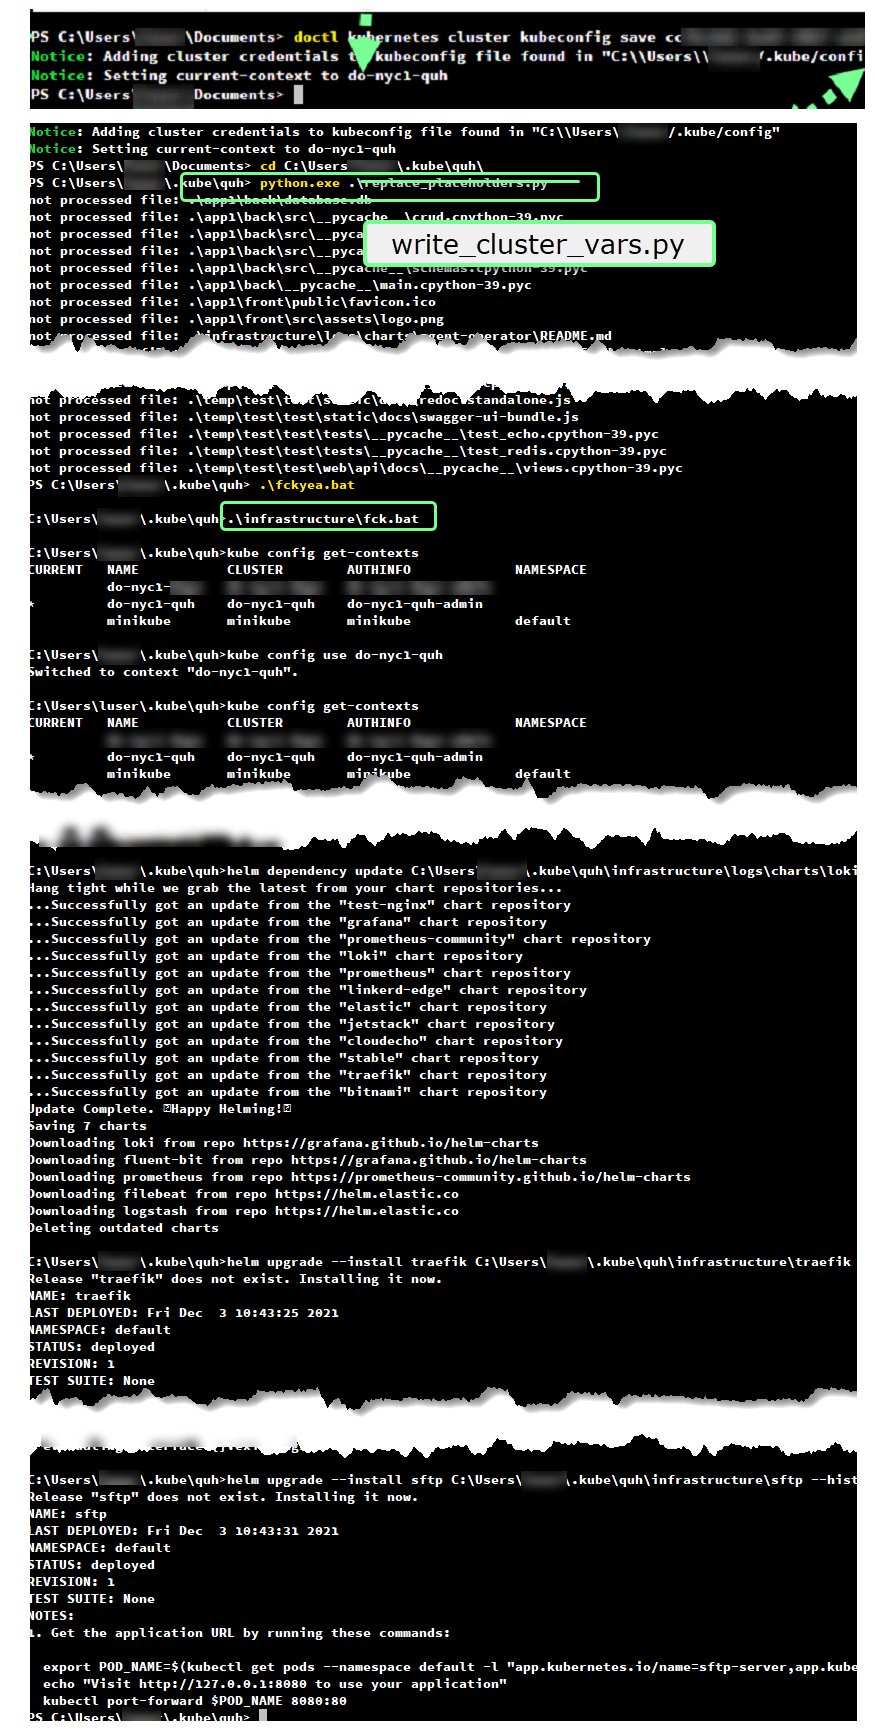 PS C:\Users\ \Documents> doctl kubernetes cluster kubeconfig save cc
Notice: Adding cluster credentials to kubeconfig file found in "C:\\Users\\ /.kube/confi
Notice: Setting current-context to do-nyc1-quh
PS C:\Users Documents>
Notice: Adding cluster credentials to kubeconfig file found in "C:\\Users\ /.kube/config"
Notice: Setting current-context to do-nyc1-quh
PS C:\Users\ \Documents> cd C:\Users \.kube\quh\
PS C:\Users\ \.kube\quh> python.exe .\replace_placeholders.py
not processed file: .\app1\back\database.db
not processed file: .\app1\back\src\__pycache__\crud.cpython-39.pyc
not processed file: .\app1\back\src\__pyca
write_cluster_vars.py
not processed file: .\app1\back\src\__pyca
not processed file: .\app1\back\src\__pycache__\schemas.cpython-39.pyc
not processed file: .\app1\back\__pycache__\main.cpython-39.pyc
not processed file: .\app1\front\public\favicon.ico
not processed file: .\app1\front\src\assets\logo.png
not processed file: .\infrastructure\logs\charts\agent-operator\README.md
not processed file: .\temp\test\test\static\docs\redoc.standalone.js
not processed file: .\temp\test\test\static\docs\swagger-ui-bundle.js
not processed file: .\temp\test\test\tests\__pycache__\test_echo.cpython-39.pyc
not processed file: .\temp\test\test\tests\__pycache__\test_redis.cpython-39.pyc
not processed file: .\temp\test\test\web\api\docs\__pycache__\views.cpython-39.pyc
PS C:\Users\ \.kube\quh> .\fckyea.bat
C:\Users\ \.kube\quh>.\infrastructure\fck.bat
C:\Users\ \.kube\quh>kube config get-contexts
CURRENT NAME CLUSTER AUTHINFO NAMESPACE
do-nyc1-
* do-nyc1-quh do-nyc1-quh do-nyc1-quh-admin
minikube minikube minikube default
C:\Users\ \.kube\quh>kube config use do-nyc1-quh
Switched to context "do-nyc1-quh".
C:\Users\luser\.kube\quh>kube config get-contexts
CURRENT NAME CLUSTER AUTHINFO NAMESPACE
* do-nyc1-quh do-nyc1-quh do-nyc1-quh-admin
minikube minikube minikube default
C:\Users\ \.kube\quh>helm dependency update C:\Users\ \.kube\quh\infrastructure\logs\charts\loki
Hang tight while we grab the latest from your chart repositories...
...Successfully got an update from the "test-nginx" chart repository
...Successfully got an update from the "grafana" chart repository
...Successfully got an update from the "prometheus-community" chart repository
...Successfully got an update from the "loki" chart repository
...Successfully got an update from the "prometheus" chart repository
...Successfully got an update from the "linkerd-edge" chart repository
...Successfully got an update from the "elastic" chart repository
...Successfully got an update from the "jetstack" chart repository
...Successfully got an update from the "cloudecho" chart repository
...Successfully got an update from the "stable" chart repository
...Successfully got an update from the "traefik" chart repository
...Successfully got an update from the "bitnami" chart repository
Update Complete. ⍰Happy Helming!⍰
Saving 7 charts
Downloading loki from repo https://grafana.github.io/helm-charts
Downloading fluent-bit from repo https://grafana.github.io/helm-charts
Downloading prometheus from repo https://prometheus-community.github.io/helm-charts
Downloading filebeat from repo https://helm.elastic.co
Downloading logstash from repo https://helm.elastic.co
Deleting outdated charts
C:\Users\ \.kube\quh>helm upgrade --install traefik C:\Users\ \.kube\quh\infrastructure\traefik
Release "traefik" does not exist. Installing it now.
NAME: traefik
LAST DEPLOYED: Fri Dec 3 10:43:25 2021
NAMESPACE: default
STATUS: deployed
REVISION: 1
TEST SUITE: None
C:\Users\ \.kube\quh>helm upgrade --install sftp C:\Users\ \.kube\quh\infrastructure\sftp --hist
Release "sftp" does not exist. Installing it now.
NAME: sftp
LAST DEPLOYED: Fri Dec 3 10:43:31 2021
NAMESPACE: default
STATUS: deployed
REVISION: 1
TEST SUITE: None
NOTES:
1. Get the application URL by running these commands:
export POD_NAME=$(kubectl get pods --namespace default -l "app.kubernetes.io/name=sftp-server,app.kube
echo "Visit http://127.0.0.1:8080 to use your application"
kubectl port-forward $POD_NAME 8080:80
PS C:\Users\ \.kube\quh>